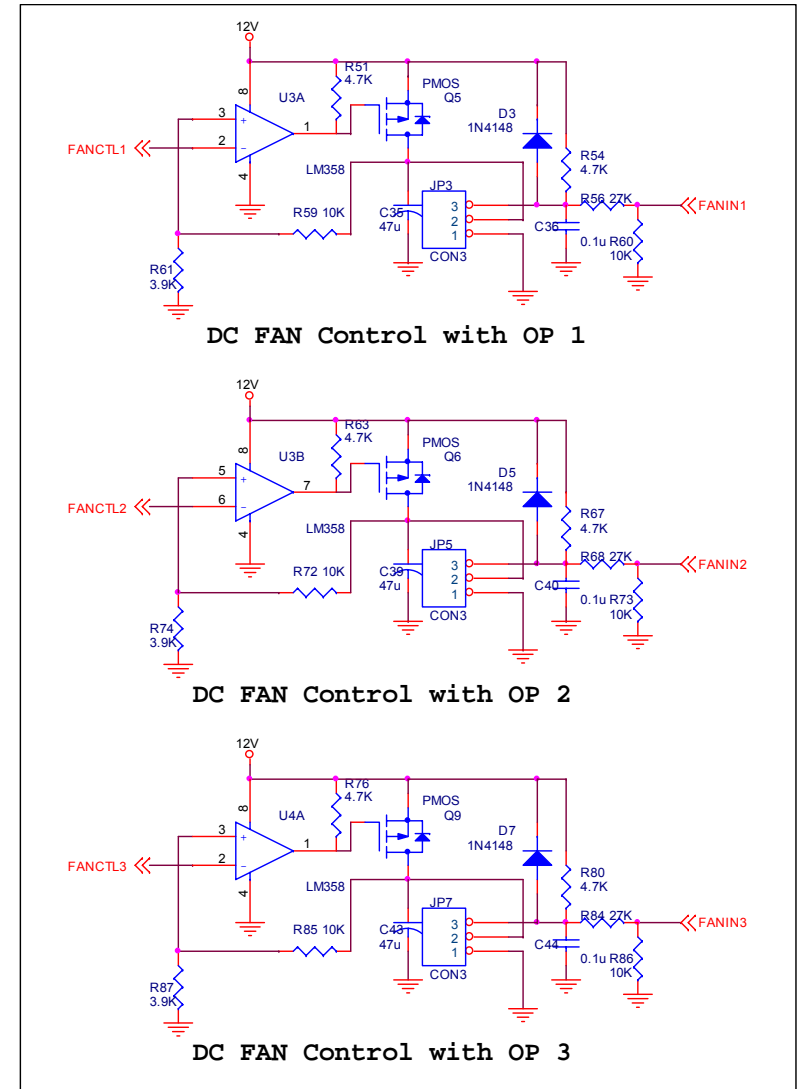 12V
R51
4.7K
PMOS
Q5
U3A
8
3
+
2
−
1
4
LM358
D3
1N4148
R54
4.7K
FANCTL1
JP3
3
2
1
CON3
R59 10K
C35
47u
R56 27K
FANIN1
C36
0.1u
R60
10K
R61
3.9K
DC FAN Control with OP 1
12V
R63
4.7K
PMOS
Q6
U3B
8
5
+
6
−
7
4
LM358
D5
1N4148
R67
4.7K
FANCTL2
JP5
3
2
1
CON3
R72 10K
C39
47u
R68 27K
FANIN2
C40
0.1u
R73
10K
R74
3.9K
DC FAN Control with OP 2
12V
R76
4.7K
PMOS
Q9
U4A
8
3
+
2
−
1
4
LM358
D7
1N4148
R80
4.7K
FANCTL3
JP7
3
2
1
CON3
R85 10K
C43
47u
R84 27K
FANIN3
C44
0.1u
R86
10K
R87
3.9K
DC FAN Control with OP 3